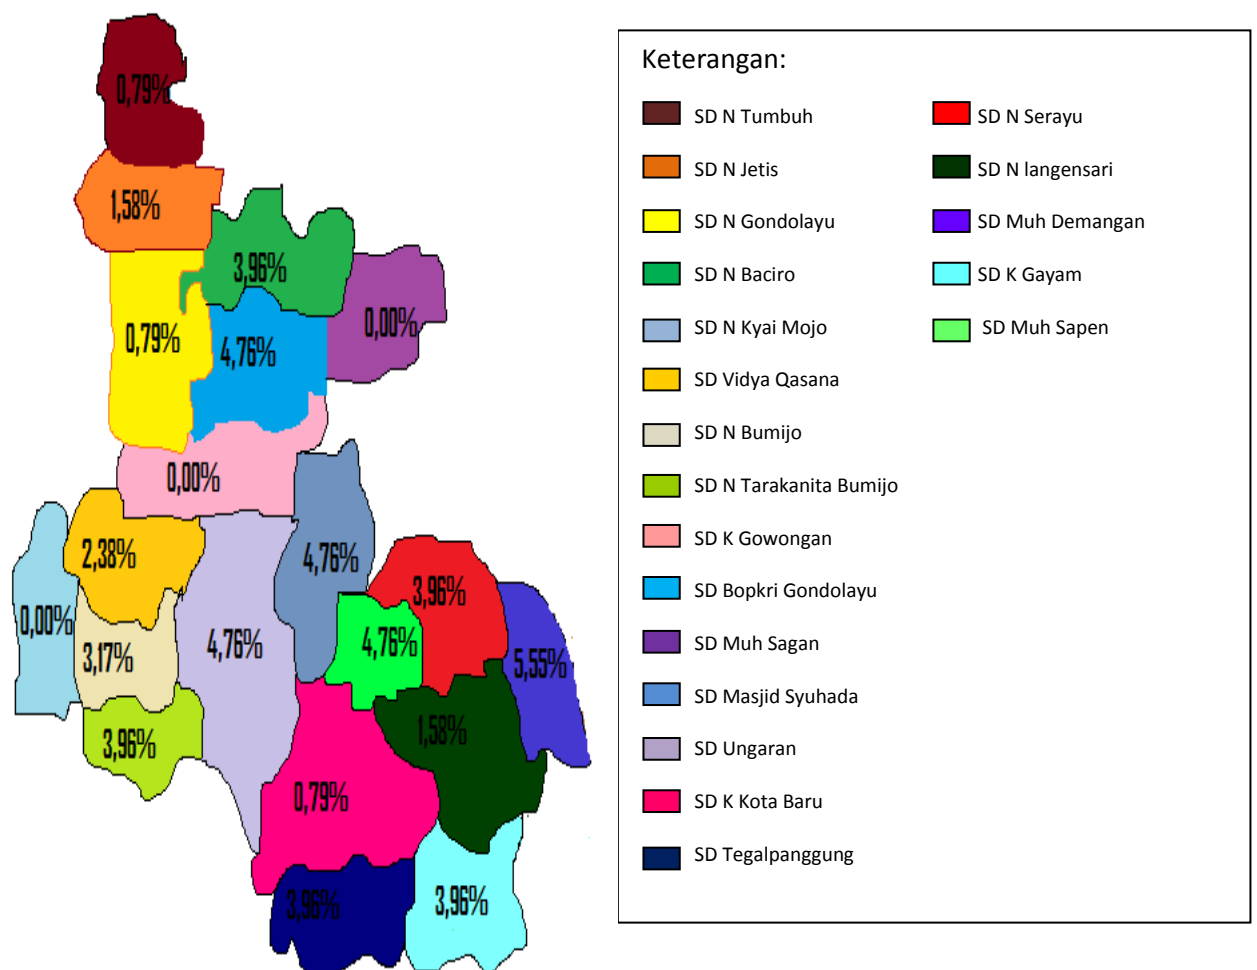 0,79%
1,58%
3,96%
0,00%
0,79%
4,76%
0,00%
2,38%
4,76%
3,96%
0,00%
3,17%
4,76%
4,76%
5,55%
3,96%
1,58%
0,79%
3,96%
3,96%
Keterangan:
SD N Tumbuh
SD N Jetis
SD N Gondolayu
SD N Baciro
SD N Kyai Mojo
SD Vidya Qasana
SD N Bumijo
SD N Tarakanita Bumijo
SD K Gowongan
SD Bopkri Gondolayu
SD Muh Sagan
SD Masjid Syuhada
SD Ungaran
SD K Kota Baru
SD Tegalpanggung
SD N Serayu
SD N langensari
SD Muh Demangan
SD K Gayam
SD Muh Sapen